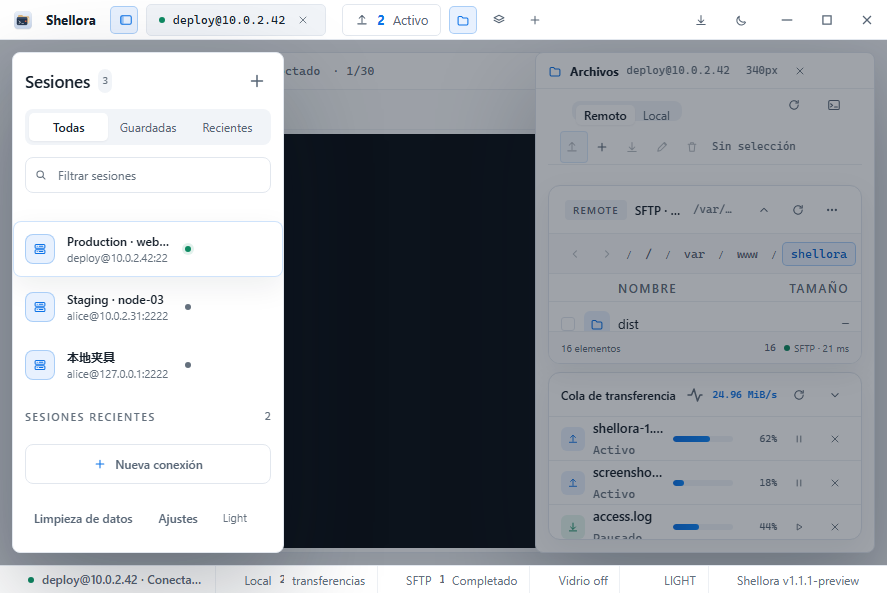 Shellora
deploy@10.0.2.42
2 Activo
Sesiones 3
Todas Guardadas Recientes
Filtrar sesiones
Production · web...
deploy@10.0.2.42:22
Staging · node-03
alice@10.0.2.31:2222
本地夹具
alice@127.0.0.1:2222
SESIONES RECIENTES 2
Nueva conexión
Limpieza de datos Ajustes Light
ctado · 1/30
Archivos deploy@10.0.2.42 340px
Remoto Local
Sin selección
REMOTE SFTP · ... /var/...
/ / / var / www / shellora
NOMBRE TAMAÑO
dist —
16 elementos 16 SFTP · 21 ms
Cola de transferencia 24.96 MiB/s
shellora-1....
Activo
62%
screensho...
Activo
18%
access.log
Pausado
44%
deploy@10.0.2.42 · Conecta... Local 2 transferencias SFTP 1 Completado Vidrio off LIGHT Shellora v1.1.1-preview